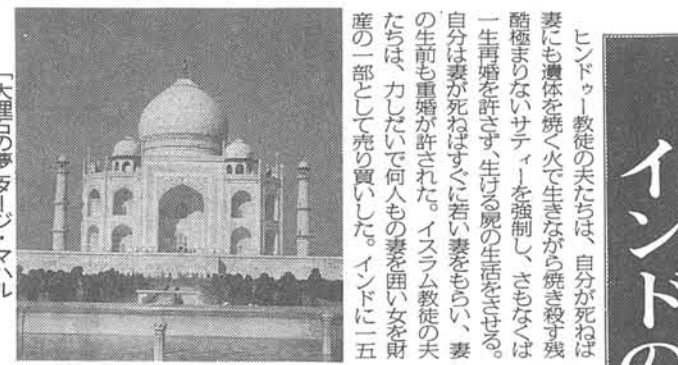 インドの
ヒンドゥー教徒の夫たちは、自分が死ねば
妻にも遺体を焼く火で生きながら焼き殺す残
酷極まりないサティーを強制し、さもなくば
一生再婚を許さず、生ける屍の生活をさせる。
自分は妻が死ねばすぐに若い妻をもらい、妻
の生前も重婚が許された。イスラム教徒の夫
たちは、力しだいで何人もの妻を囲い女を財
産の一部として売り買いした。インドに一五
「大理石の夢」タージ・マハル